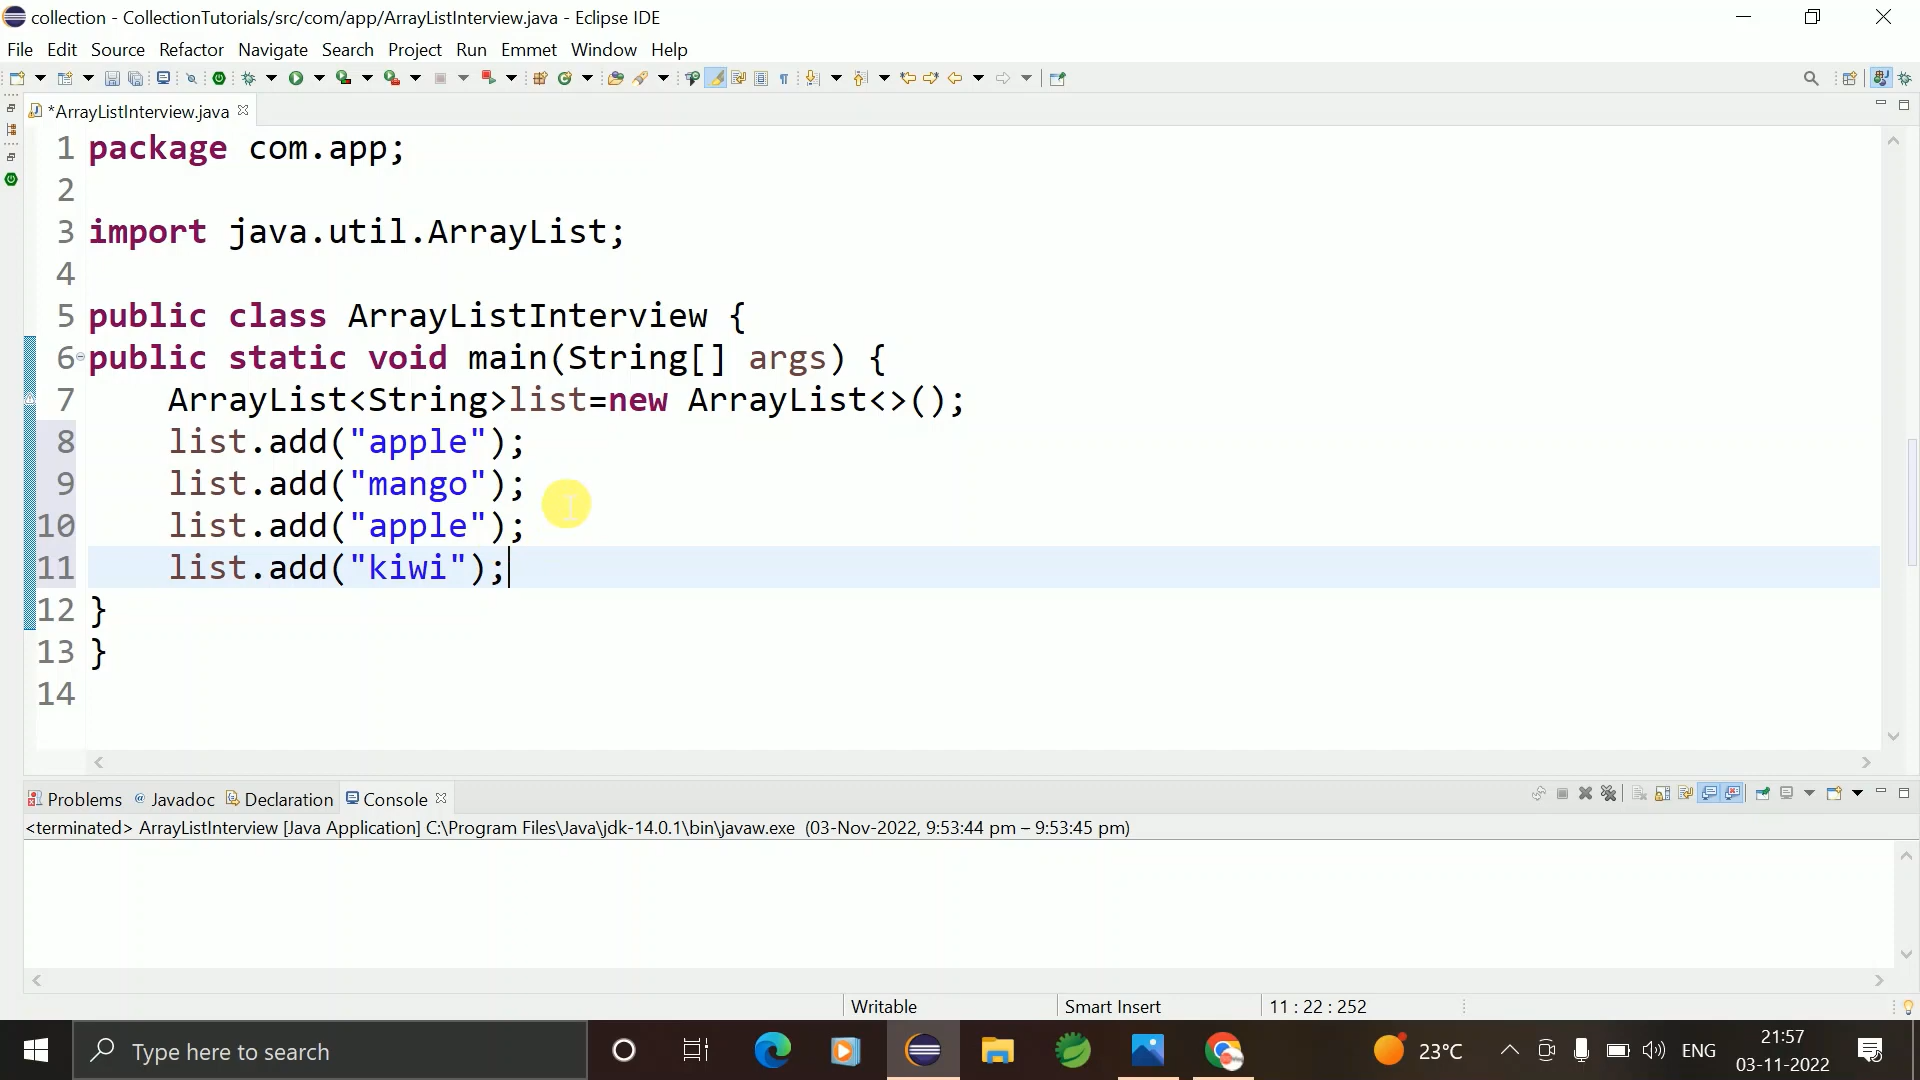 collection - CollectionTutorials/src/com/app/ArrayListInterview.java - Eclipse IDE
File Edit Source Refactor Navigate Search Project Run Emmet Window Help
*ArrayListInterview.java
1 package com.app;
2
3 import java.util.ArrayList;
4
5 public class ArrayListInterview {
6 public static void main(String[] args) {
7 ArrayList<String>list=new ArrayList<>();
8 list.add("apple");
9 list.add("mango");
10 list.add("apple");
11 list.add("kiwi");
12 }
13 }
14
Problems @ Javadoc Declaration Console
<terminated> ArrayListInterview [Java Application] C:\Program Files\Java\jdk-14.0.1\bin\javaw.exe (03-Nov-2022, 9:53:44 pm – 9:53:45 pm)
Writable Smart Insert 11 : 22 : 252
Type here to search 23°C ENG 21:57
03-11-2022